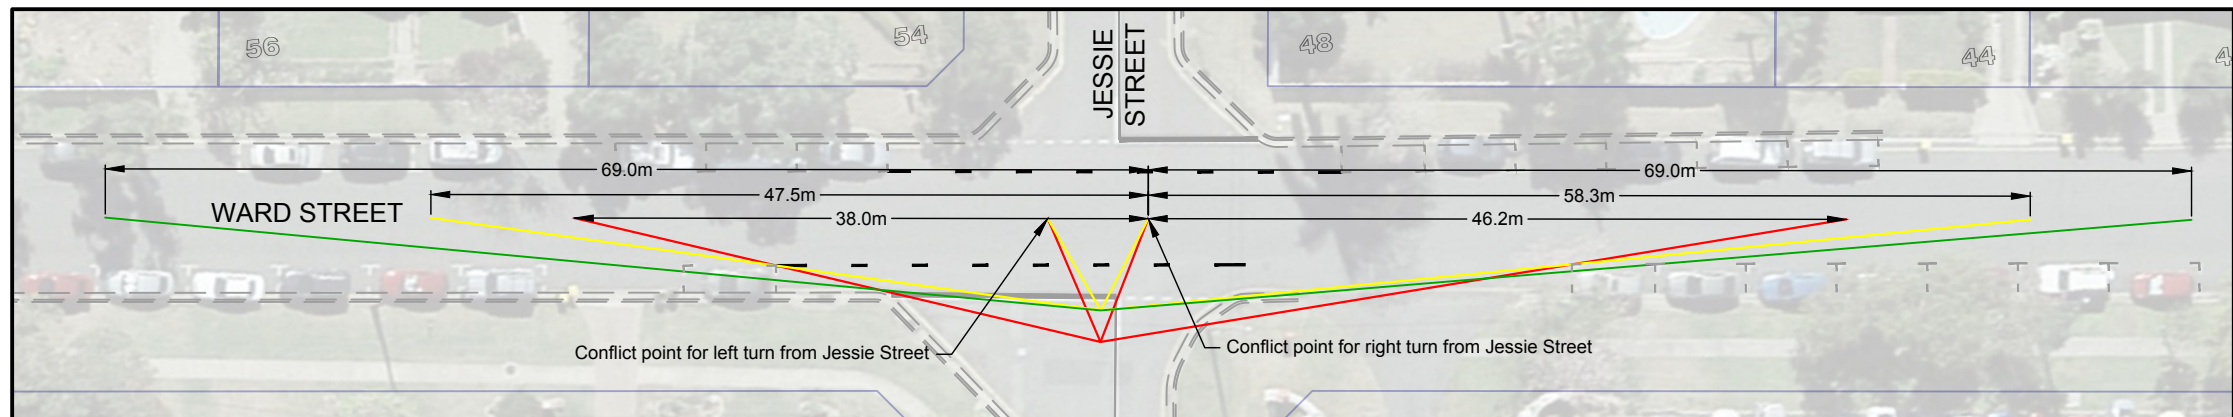 56
54
48
44
4
JESSIE
STREET
69.0m
69.0m
47.5m
58.3m
WARD STREET
38.0m
46.2m
Conflict point for left turn from Jessie Street
Conflict point for right turn from Jessie Street